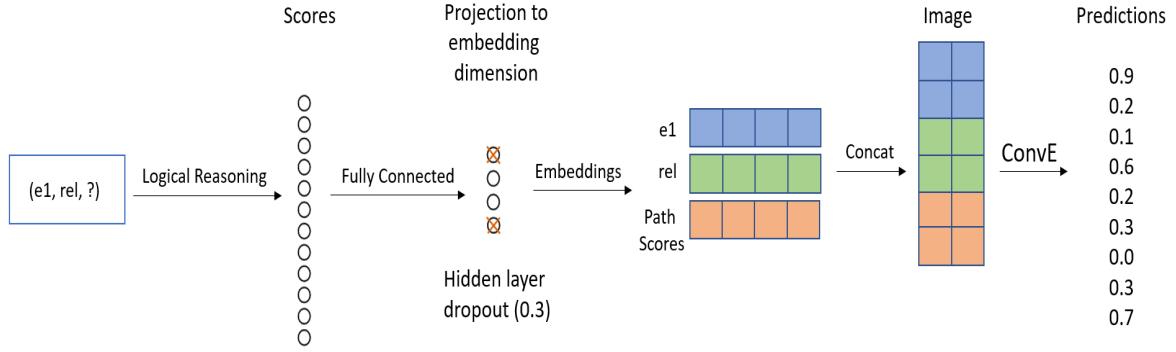 Scores
Projection to
embedding
dimension
Image
Predictions
(e1, rel, ?)
Logical Reasoning
Fully Connected
Hidden layer
dropout (0.3)
Embeddings
e1
rel
Path
Scores
Concat
ConvE
0.9
0.2
0.1
0.6
0.2
0.3
0.0
0.3
0.7